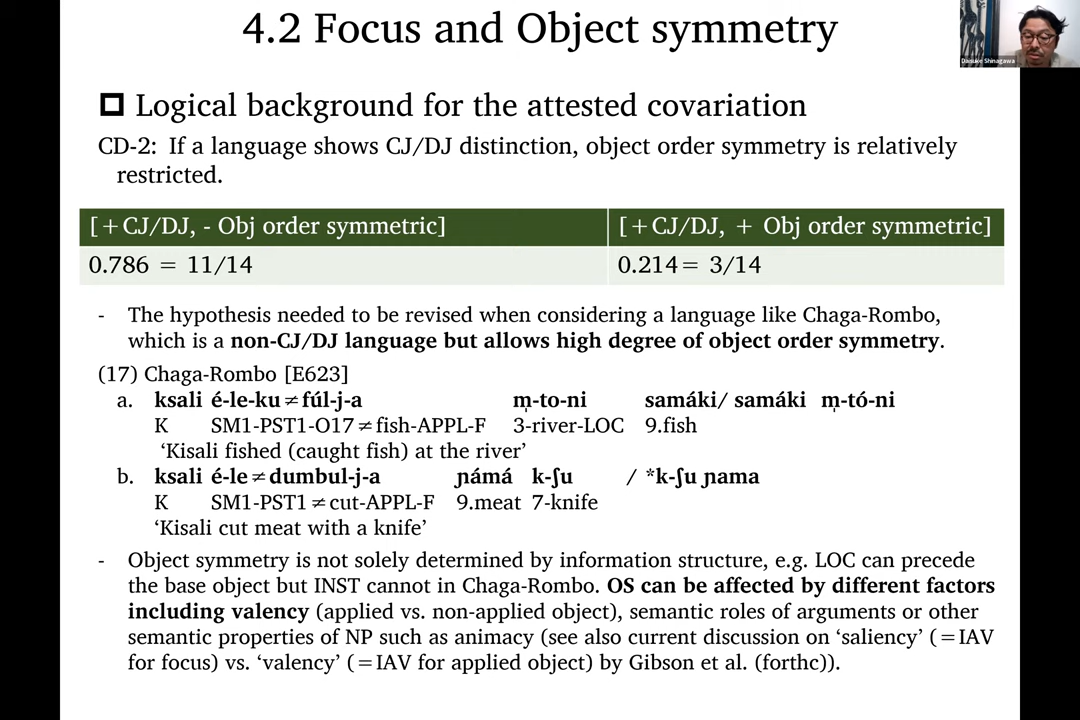 4.2 Focus and Object symmetry
Daisuke Shinagawa
Logical background for the attested covariation
CD-2: If a language shows CJ/DJ distinction, object order symmetry is relatively
restricted.
[+CJ/DJ, - Obj order symmetric] [+CJ/DJ, + Obj order symmetric]
0.786 = 11/14 0.214= 3/14
- The hypothesis needed to be revised when considering a language like Chaga-Rombo,
which is a non-CJ/DJ language but allows high degree of object order symmetry.
(17) Chaga-Rombo [E623]
a. ksali é-le-ku≠fúl-j-a m̩-to-ni samáki/ samáki m̩-tó-ni
K SM1-PST1-O17≠fish-APPL-F 3-river-LOC 9.fish
‘Kisali fished (caught fish) at the river’
b. ksali é-le≠dumbul-j-a ɲámá k-ʃu / *k-ʃu ɲama
K SM1-PST1≠cut-APPL-F 9.meat 7-knife
‘Kisali cut meat with a knife’
- Object symmetry is not solely determined by information structure, e.g. LOC can precede
the base object but INST cannot in Chaga-Rombo. OS can be affected by different factors
including valency (applied vs. non-applied object), semantic roles of arguments or other
semantic properties of NP such as animacy (see also current discussion on ‘saliency’ (=IAV
for focus) vs. ‘valency’ (=IAV for applied object) by Gibson et al. (forthc)).